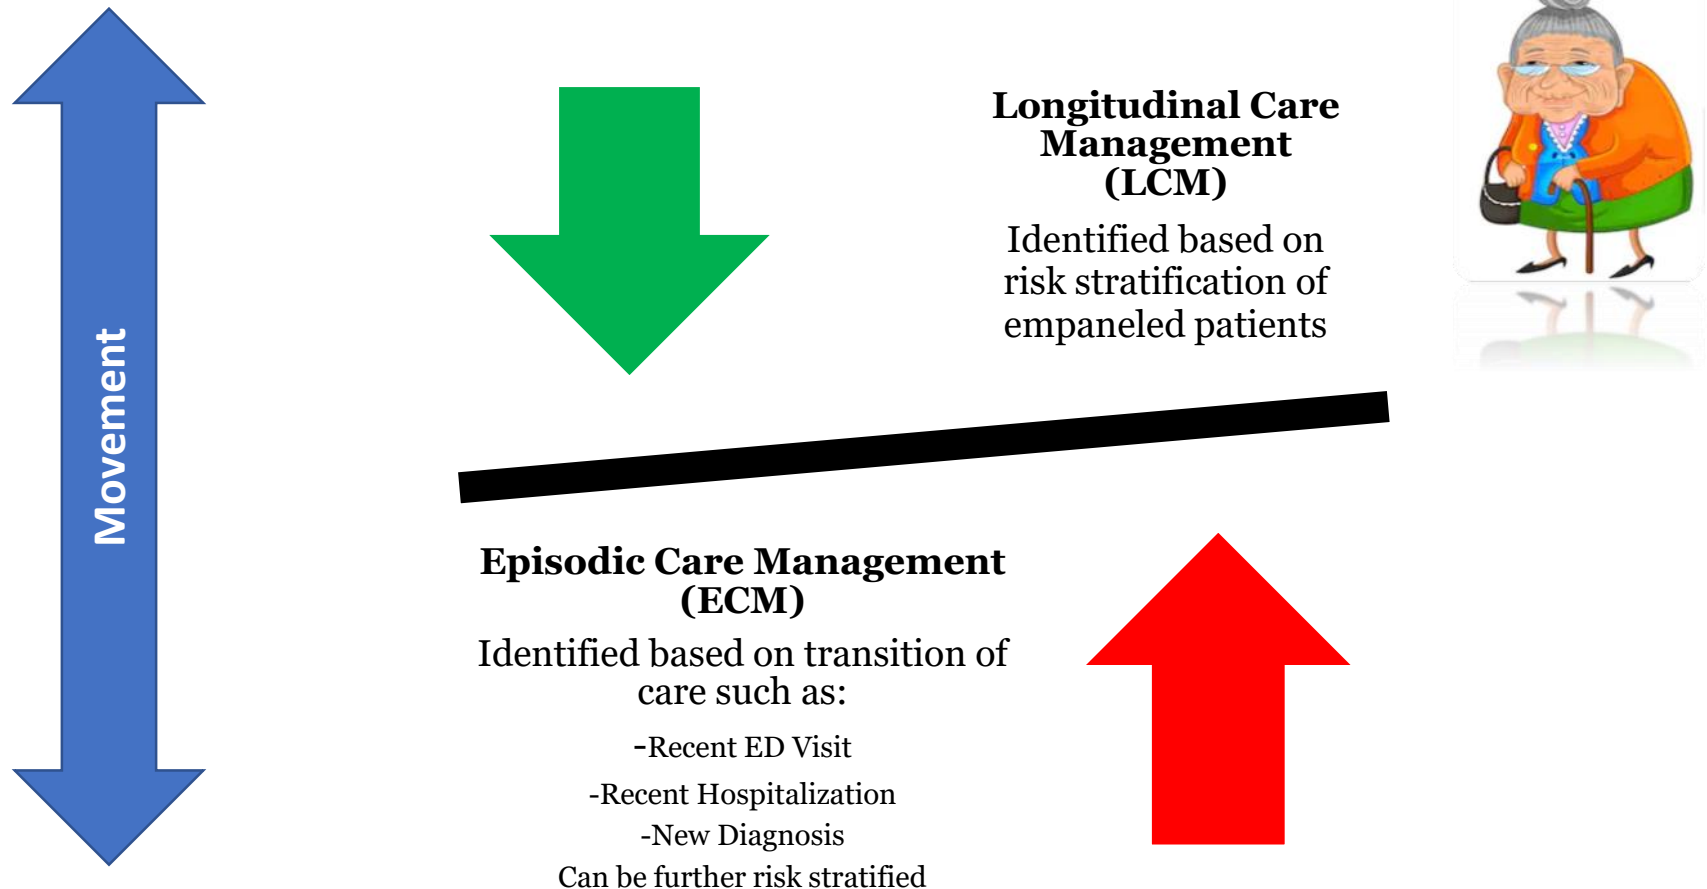 Movement
Longitudinal Care
Management
(LCM)
Identified based on
risk stratification of
empaneled patients
Episodic Care Management
(ECM)
Identified based on transition of
care such as:
-Recent ED Visit
-Recent Hospitalization
-New Diagnosis
Can be further risk stratified